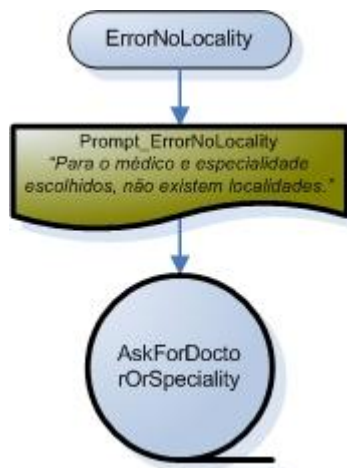 ErrorNoLocality
Prompt_ErrorNoLocality
"Para o médico e especialidade
escolhidos, não existem localidades."
AskForDocto
rOrSpeciality